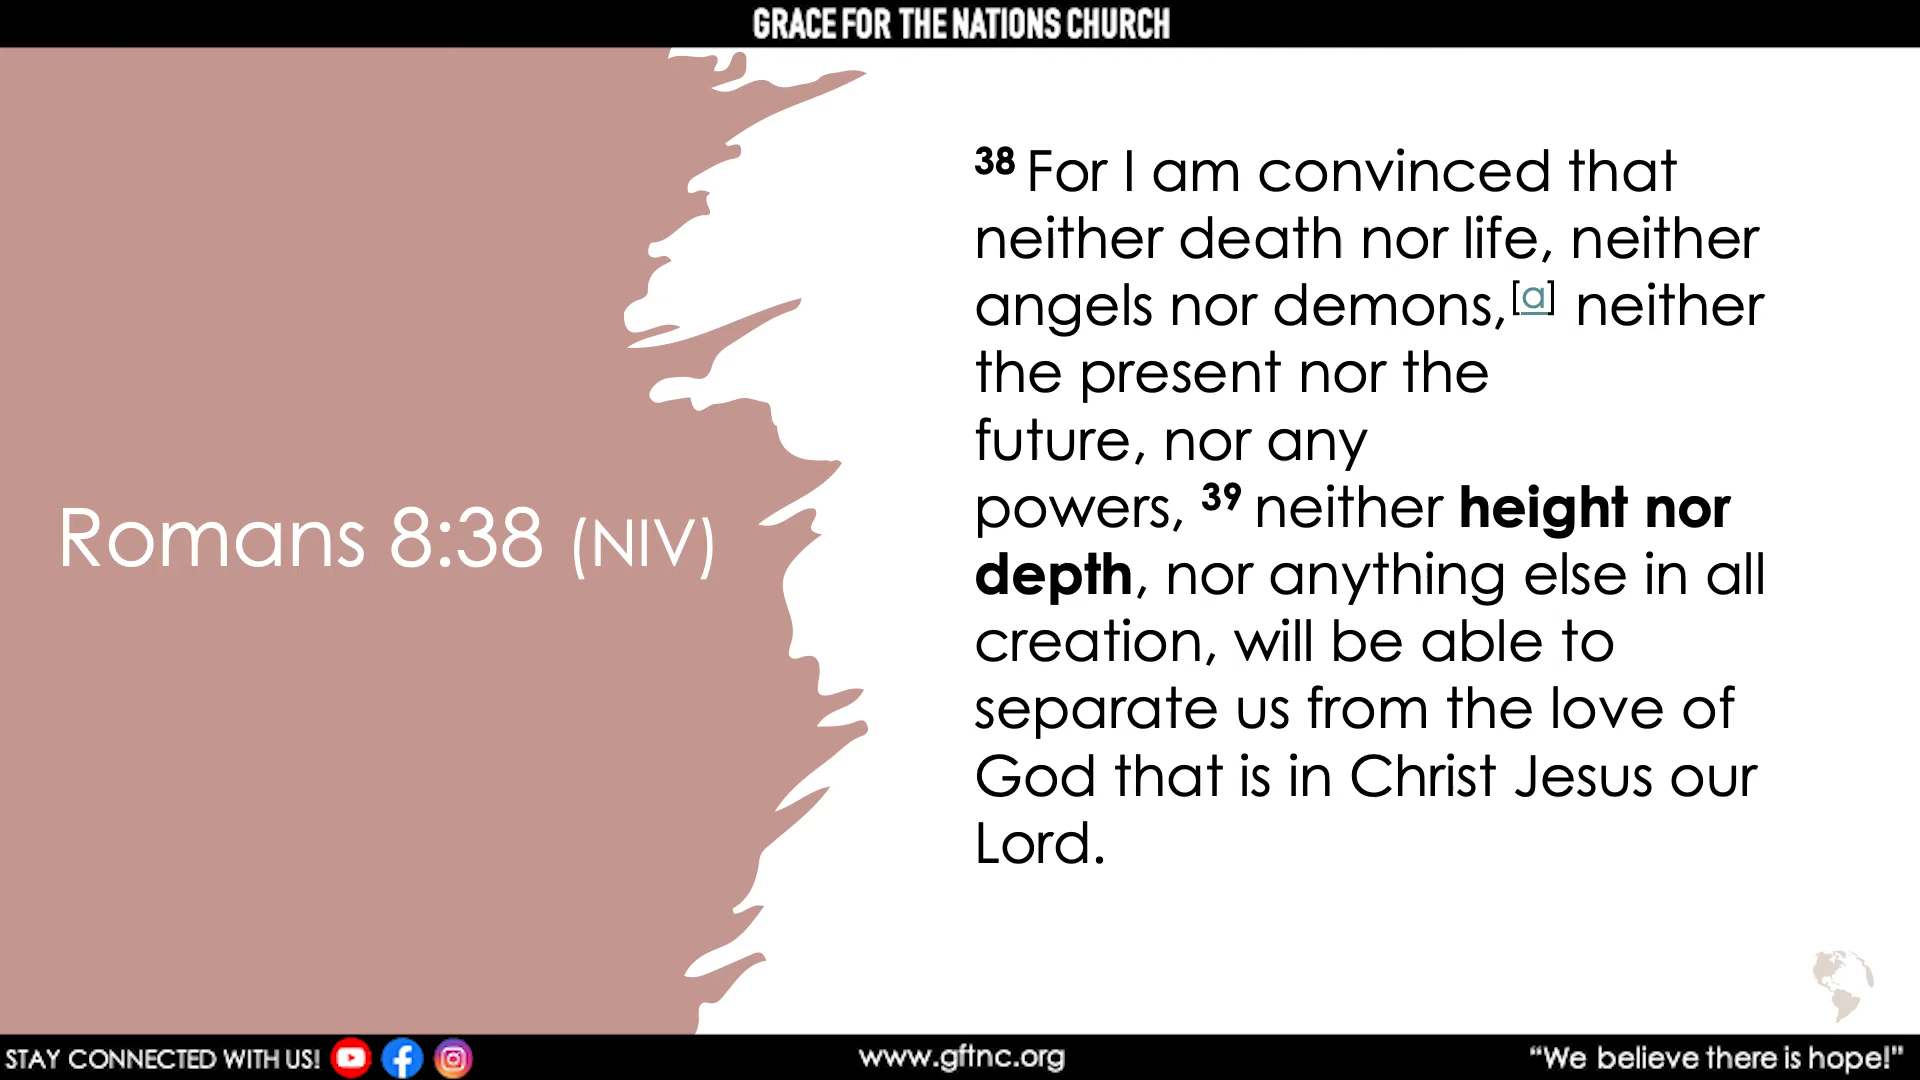 GRACE FOR THE NATIONS CHURCH
Romans 8:38 (NIV)
38 For I am convinced that
neither death nor life, neither
angels nor demons,[a] neither
the present nor the
future, nor any
powers, 39 neither height nor
depth, nor anything else in all
creation, will be able to
separate us from the love of
God that is in Christ Jesus our
Lord.
STAY CONNECTED WITH US!
www.gftnc.org
“We believe there is hope!”